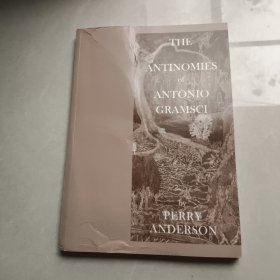 THE
ANTINOMIES
of
ANTONIO
GRAMSCI
by
PERRY
ANDERSON